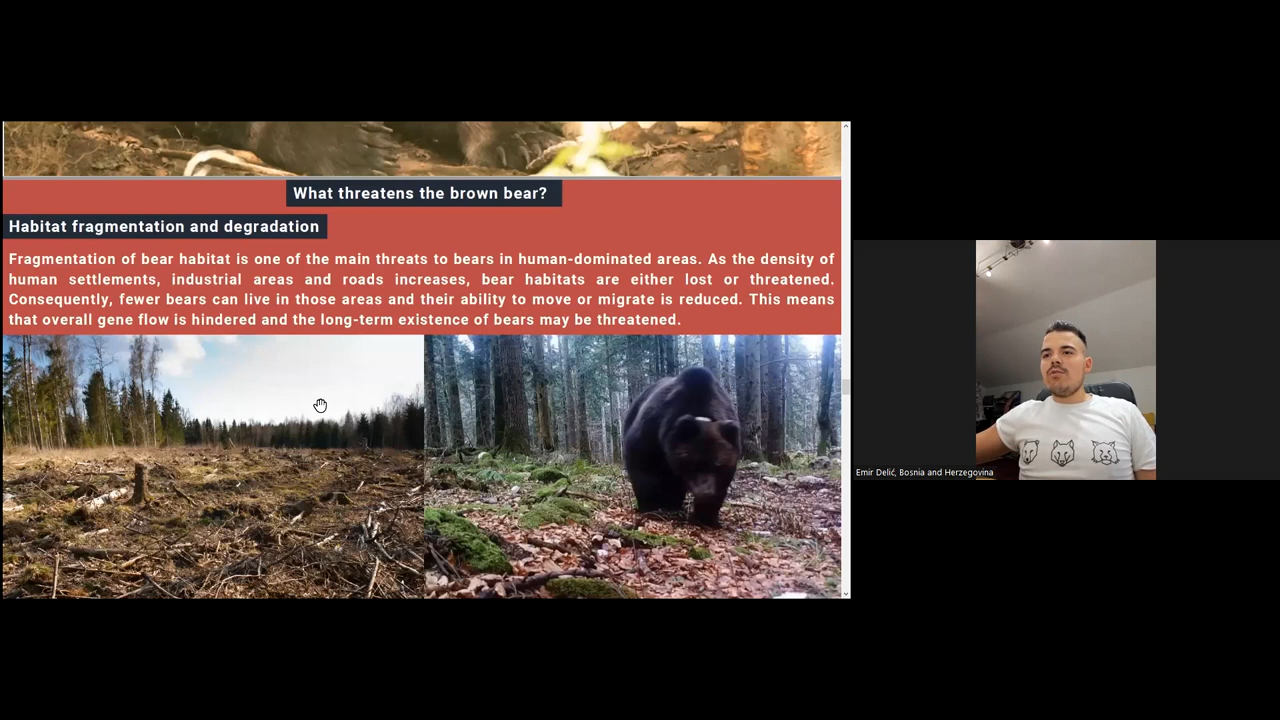 What threatens the brown bear?
Habitat fragmentation and degradation
Fragmentation of bear habitat is one of the main threats to bears in human-dominated areas. As the density of
human settlements, industrial areas and roads increases, bear habitats are either lost or threatened.
Consequently, fewer bears can live in those areas and their ability to move or migrate is reduced. This means
that overall gene flow is hindered and the long-term existence of bears may be threatened.
Emir Delić, Bosnia and Herzegovina